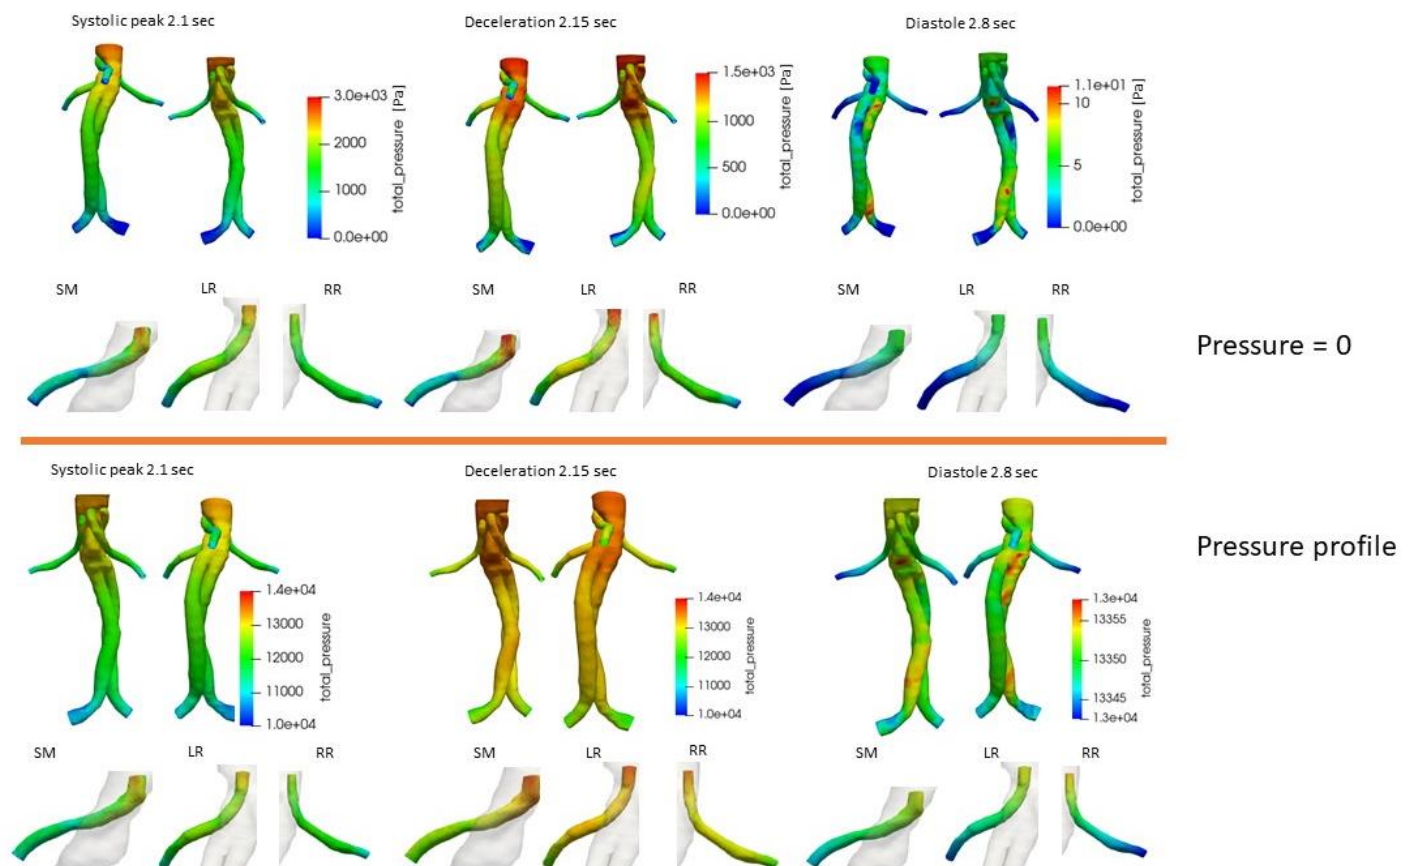 Systolic peak 2.1 sec
Deceleration 2.15 sec
Diastole 2.8 sec
3.0e+03
2000
1000
0.0e+00
total_pressure [Pa]
1.5e+03
1000
500
0.0e+00
total_pressure [Pa]
1.1e+01
10
5
0.0e+00
total_pressure [Pa]
SM
LR
RR
SM
LR
RR
SM
LR
RR
Pressure = 0
Systolic peak 2.1 sec
Deceleration 2.15 sec
Diastole 2.8 sec
Pressure profile
1.4e+04
13000
12000
11000
1.0e+04
total_pressure
1.4e+04
13000
12000
11000
1.0e+04
total_pressure
1.3e+04
13355
13350
13345
1.3e+04
total_pressure
SM
LR
RR
SM
LR
RR
SM
LR
RR